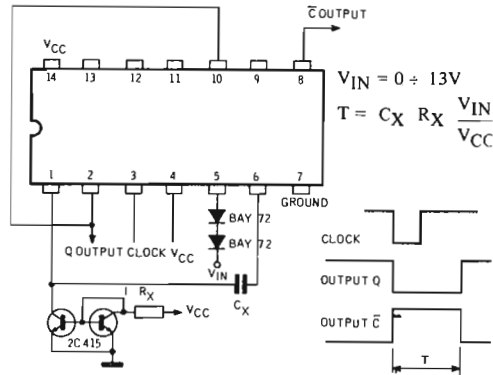 C̅ OUTPUT
VCC
14 13 12 11 10 9 8
VIN = 0 ÷ 13V
T = CX RX VIN
VCC
1 2 3 4 5 6 7
GROUND
BAY 72
Q OUTPUT CLOCK VCC
BAY 72
VIN
CX
I RX
VCC
2C 415
CLOCK
OUTPUT Q
OUTPUT C̅
T